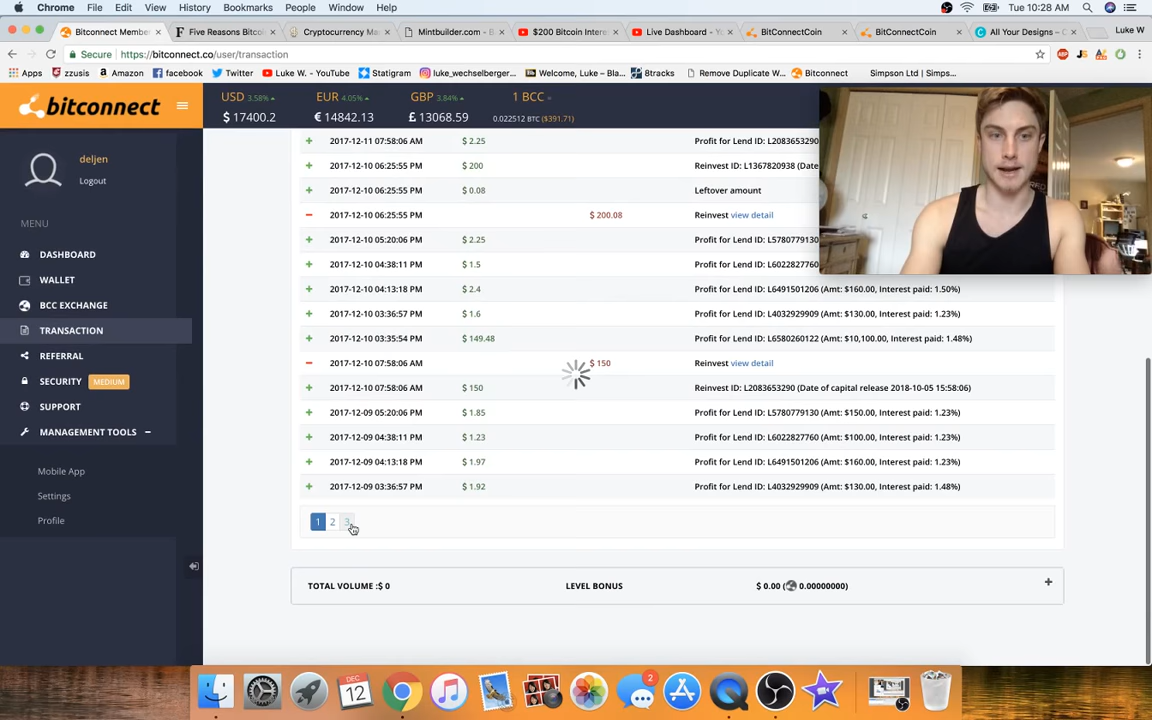 Chrome File Edit View History Bookmarks People Window Help Tue 10:28 AM
Bitconnect Memb Five Reasons Bitcoi Cryptocurrency Ma Mintbuilder.com - B $200 Bitcoin Intere Live Dashboard - Yo BitConnectCoin BitConnectCoin All Your Designs – C Luke W
Secure https://bitconnect.co/user/transaction
Apps zzusis Amazon facebook Twitter Luke W. - YouTube Statigram luke_wechselberger... Welcome, Luke – Bla... 8tracks Remove Duplicate W... Bitconnect Simpson Ltd | Simps...
bitconnect
USD 3.58% EUR 4.05% GBP 3.84% 1 BCC =
$ 17400.2 € 14842.13 £ 13068.59 0.022512 BTC ($391.71)
deljen
Logout
MENU
DASHBOARD
WALLET
BCC EXCHANGE
TRANSACTION
REFERRAL
SECURITY MEDIUM
SUPPORT
MANAGEMENT TOOLS −
Mobile App
Settings
Profile
+ 2017-12-11 07:58:06 AM $ 2.25 Profit for Lend ID: L2083653290
+ 2017-12-10 06:25:55 PM $ 200 Reinvest ID: L1367820938 (Date
+ 2017-12-10 06:25:55 PM $ 0.08 Leftover amount
− 2017-12-10 06:25:55 PM $ 200.08 Reinvest view detail
+ 2017-12-10 05:20:06 PM $ 2.25 Profit for Lend ID: L5780779130
+ 2017-12-10 04:38:11 PM $ 1.5 Profit for Lend ID: L6022827760
+ 2017-12-10 04:13:18 PM $ 2.4 Profit for Lend ID: L6491501206 (Amt: $160.00, Interest paid: 1.50%)
+ 2017-12-10 03:36:57 PM $ 1.6 Profit for Lend ID: L4032929909 (Amt: $130.00, Interest paid: 1.23%)
+ 2017-12-10 03:35:54 PM $ 149.48 Profit for Lend ID: L6580260122 (Amt: $10,100.00, Interest paid: 1.48%)
− 2017-12-10 07:58:06 AM $ 150 Reinvest view detail
+ 2017-12-10 07:58:06 AM $ 150 Reinvest ID: L2083653290 (Date of capital release 2018-10-05 15:58:06)
+ 2017-12-09 05:20:06 PM $ 1.85 Profit for Lend ID: L5780779130 (Amt: $150.00, Interest paid: 1.23%)
+ 2017-12-09 04:38:11 PM $ 1.23 Profit for Lend ID: L6022827760 (Amt: $100.00, Interest paid: 1.23%)
+ 2017-12-09 04:13:18 PM $ 1.97 Profit for Lend ID: L6491501206 (Amt: $160.00, Interest paid: 1.23%)
+ 2017-12-09 03:36:57 PM $ 1.92 Profit for Lend ID: L4032929909 (Amt: $130.00, Interest paid: 1.48%)
1 2 3
TOTAL VOLUME :$ 0 LEVEL BONUS $ 0.00 ( 0.00000000) +
DEC
12
2